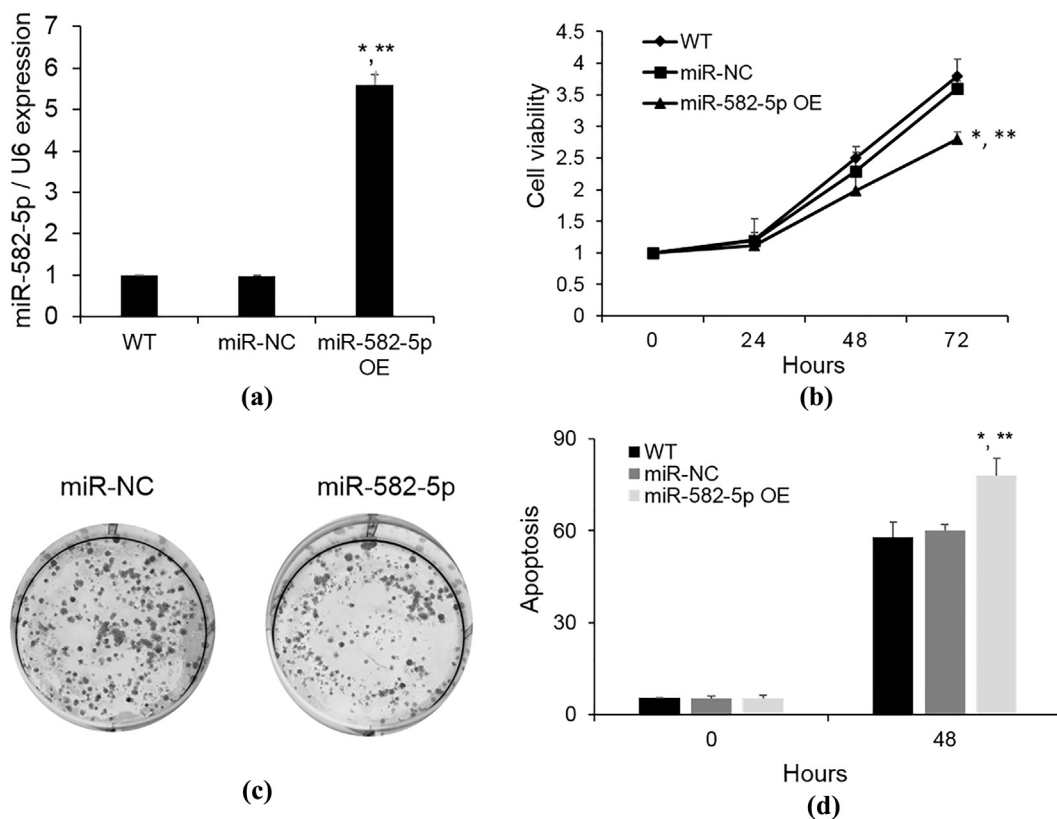 miR-582-5p / U6 expression
7
6
5
4
3
2
1
0
*,**
WT
miR-NC
miR-582-5p
OE
(a)
Cell viability
4.5
4
3.5
3
2.5
2
1.5
1
0.5
WT
miR-NC
miR-582-5p OE
*, **
0
24
48
72
Hours
(b)
miR-NC
miR-582-5p
(c)
Apoptosis
90
60
30
0
WT
miR-NC
miR-582-5p OE
*, **
0
48
Hours
(d)